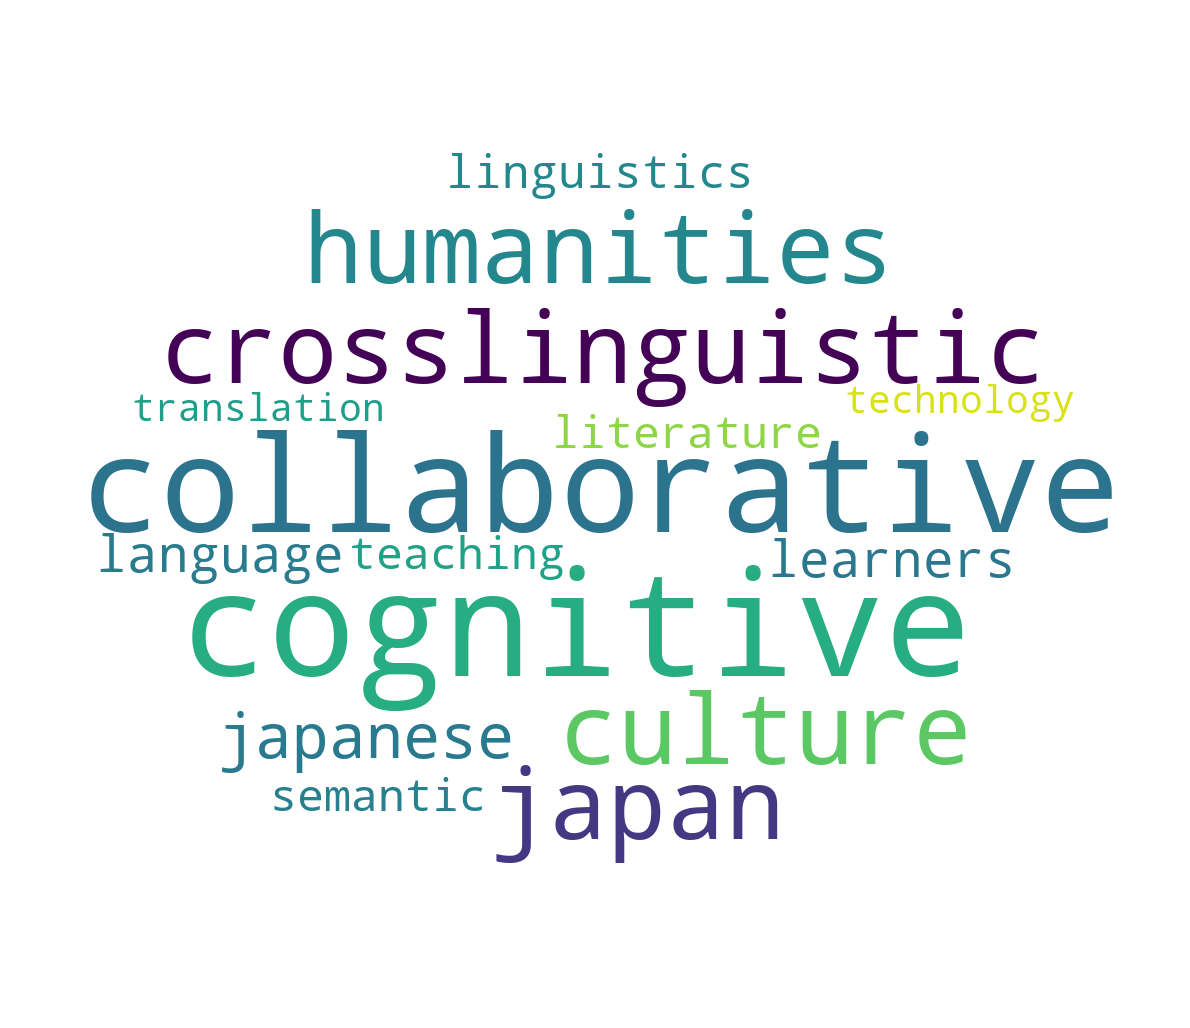 linguistics
humanities
crosslinguistic
translation technology
literature
collaborative
language teaching learners
cognitive
japanese culture
semantic japan